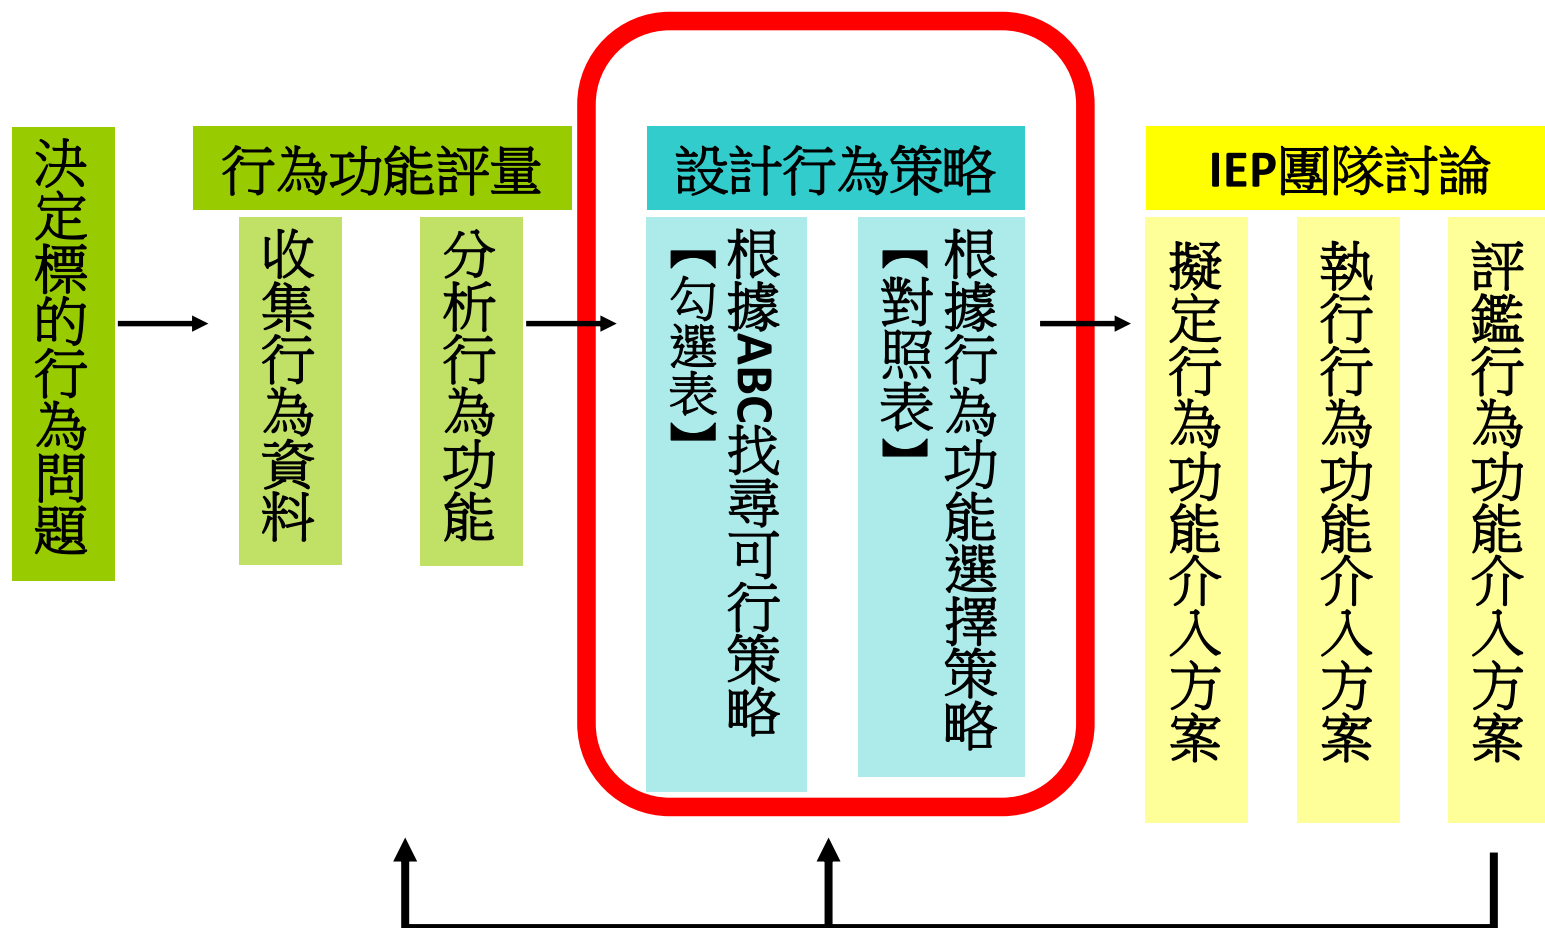 決定標的行為問題
行為功能評量
收集行為資料
分析行為功能
設計行為策略
根據ABC找尋可行策略
【勾選表】
根據行為功能選擇策略
【對照表】
IEP團隊討論
擬定行為功能介入方案
執行行為功能介入方案
評鑑行為功能介入方案